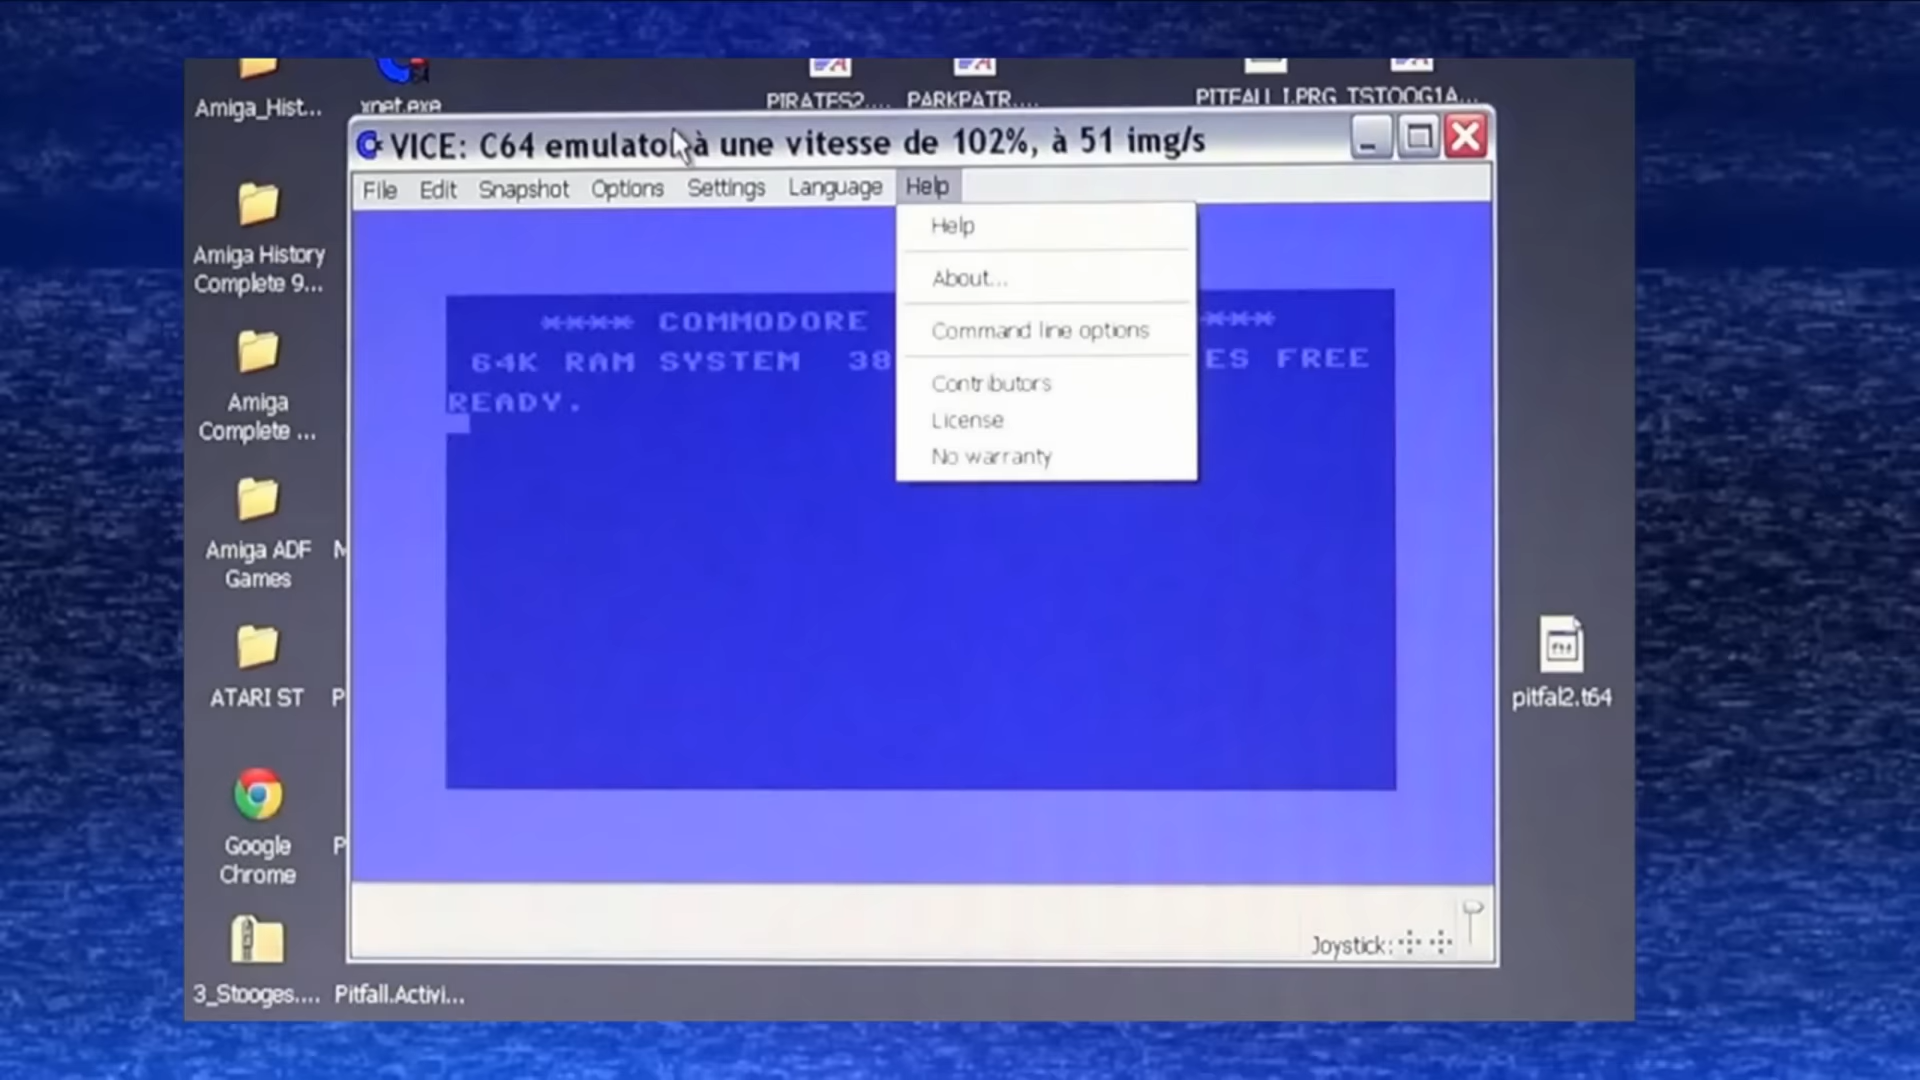 Amiga_Hist...
xnet.exe
PIRATES2....
PARKPATR....
PITFALL I.PRG
TSTOOG1A...
VICE: C64 emulator à une vitesse de 102%, à 51 img/s
File Edit Snapshot Options Settings Language Help
Help
About...
Command line options
Contributors
License
No warranty
**** COMMODORE ***
64K RAM SYSTEM 38 ES FREE
READY.
Amiga History
Complete 9...
Amiga
Complete ...
Amiga ADF
Games
M
ATARI ST
P
Google
Chrome
P
3_Stooges....
Pitfall.Activi...
pitfal2.t64
Joystick: